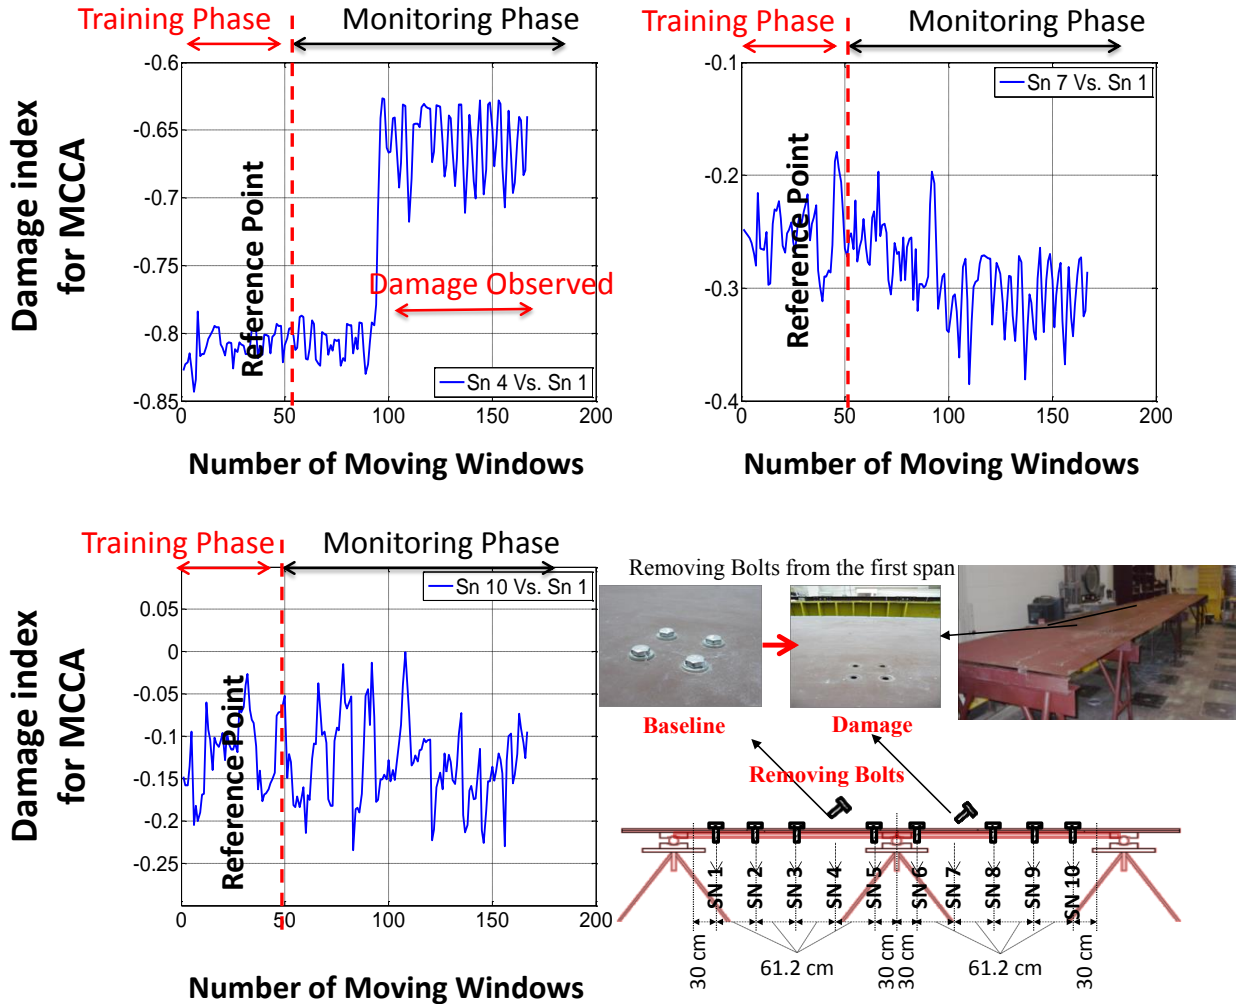 Training Phase
Monitoring Phase
-0.6
-0.65
-0.7
-0.75
-0.8
-0.85
0
50
100
150
200
Reference Point
Damage Observed
Sn 4 Vs. Sn 1
Damage index
for MCCA
Number of Moving Windows
Training Phase
Monitoring Phase
-0.1
-0.2
-0.3
-0.4
0
50
100
150
200
Reference Point
Sn 7 Vs. Sn 1
Number of Moving Windows
Training Phase
Monitoring Phase
0.05
0
-0.05
-0.1
-0.15
-0.2
-0.25
0
50
100
150
200
Reference Point
Sn 10 Vs. Sn 1
Damage index
for MCCA
Number of Moving Windows
Removing Bolts from the first span
Baseline
Damage
Removing Bolts
SN 1
SN 2
SN 3
SN 4
SN 5
SN 6
SN 7
SN 8
SN 9
SN 10
30 cm
61.2 cm
30 cm
30 cm
61.2 cm
30 cm